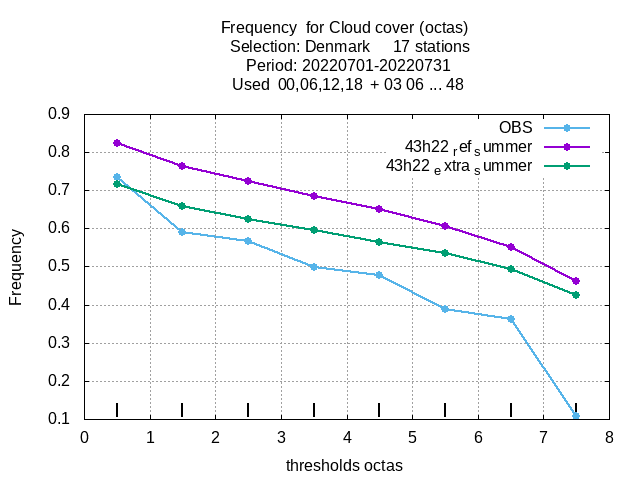 Frequency for Cloud cover (octas)
Selection: Denmark 17 stations
Period: 20220701-20220731
Used 00,06,12,18 + 03 06 ... 48
0.9
0.8
0.7
0.6
0.5
0.4
0.3
0.2
0.1
Frequency
OBS
43h22 ref summer
43h22 extra summer
0 1 2 3 4 5 6 7 8
thresholds octas